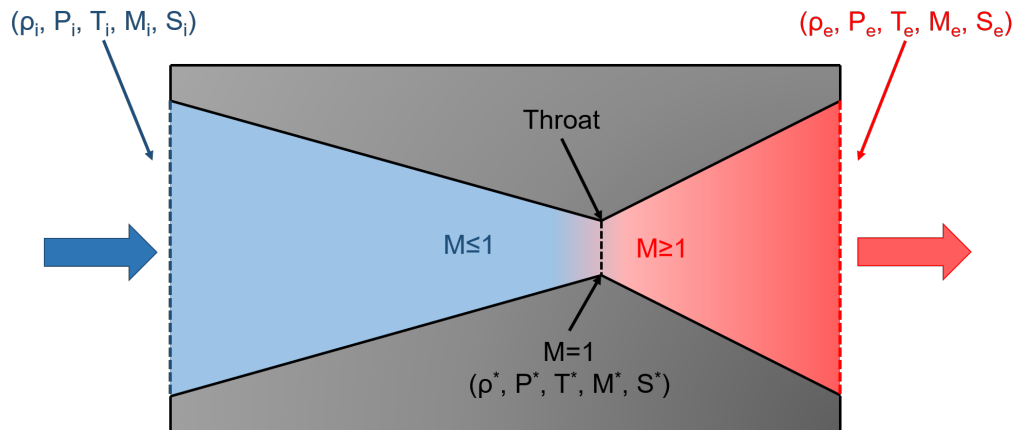 (ρi, Pi, Ti, Mi, Si)
(ρe, Pe, Te, Me, Se)
Throat
M≤1
M≥1
M=1
(ρ*, P*, T*, M*, S*)